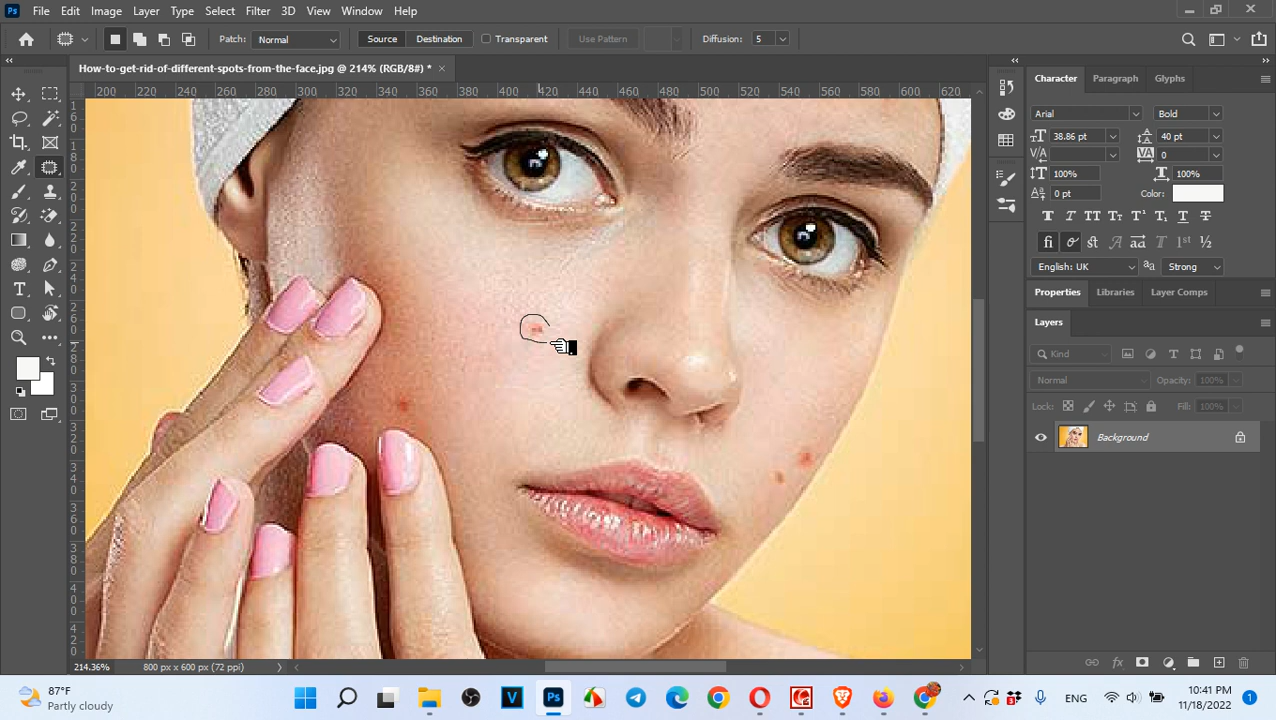 Ps File Edit Image Layer Type Select Filter 3D View Window Help
Patch: Normal Source Destination Transparent Use Pattern Diffusion: 5
How-to-get-rid-of-different-spots-from-the-face.jpg @ 214% (RGB/8#) * ×
200 220 240 260 280 300 320 340 360 380 400 420 440 460 480 500 520 540 560 580 600 620
Character Paragraph Glyphs
Arial Bold
38.86 pt 40 pt
0
100% 100%
0 pt Color:
English: UK aa Strong
Properties Libraries Layer Comps
Layers
Kind
Normal Opacity: 100%
Lock: Fill: 100%
Background
214.36% 800 px x 600 px (72 ppi)
87°F
Partly cloudy
ENG
10:41 PM
11/18/2022